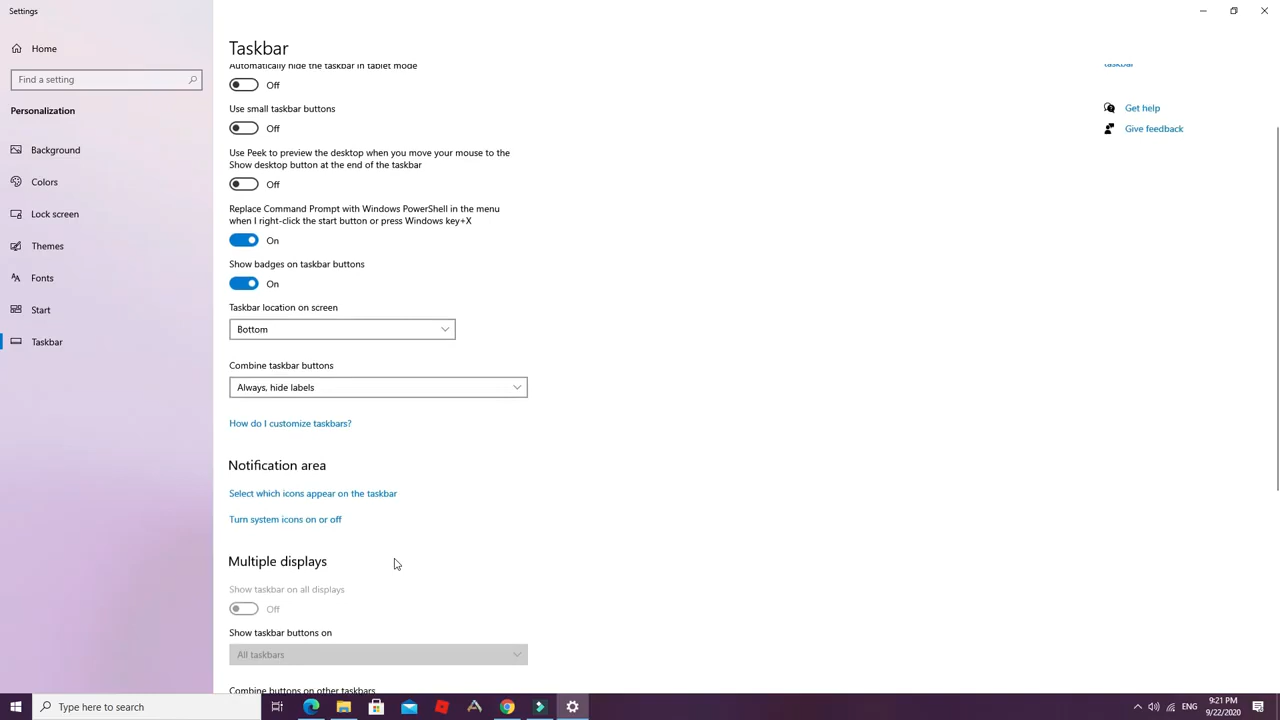 Settings
Home
Find a setting
Personalization
Background
Colors
Lock screen
Themes
Fonts
Start
Taskbar
Taskbar
Automatically hide the taskbar in tablet mode
Off
Use small taskbar buttons
Off
Use Peek to preview the desktop when you move your mouse to the
Show desktop button at the end of the taskbar
Off
Replace Command Prompt with Windows PowerShell in the menu
when I right-click the start button or press Windows key+X
On
Show badges on taskbar buttons
On
Taskbar location on screen
Bottom
Combine taskbar buttons
Always, hide labels
How do I customize taskbars?
Notification area
Select which icons appear on the taskbar
Turn system icons on or off
Multiple displays
Show taskbar on all displays
Off
Show taskbar buttons on
All taskbars
Combine buttons on other taskbars
taskbar
Get help
Give feedback
Type here to search
ENG
9:21 PM
9/22/2020